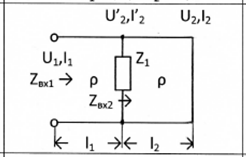 U'₂,I'₂ U₂,I₂
U₁,I₁ Z₁
Zвх1 ρ ρ
Zвх2
l₁ l₂